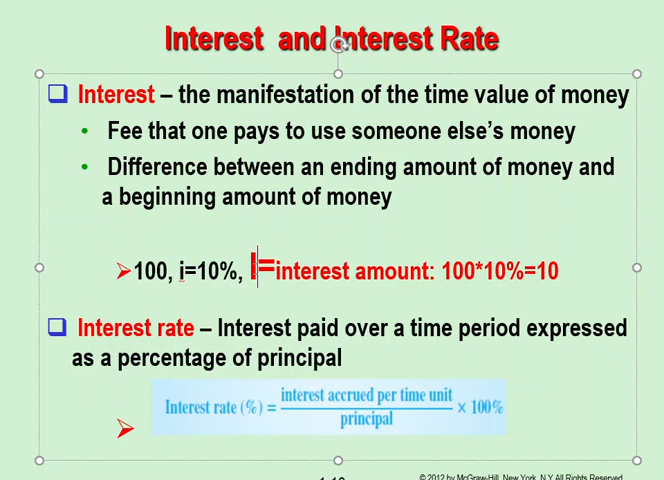 Interest and Interest Rate
Interest – the manifestation of the time value of money
Fee that one pays to use someone else's money
Difference between an ending amount of money and
a beginning amount of money
100, i=10%, I=interest amount: 100*10%=10
Interest rate – Interest paid over a time period expressed
as a percentage of principal
Interest rate (%) = interest accrued per time unit / principal × 100%
© 2012 by McGraw-Hill, New York, N.Y All Rights Reserved